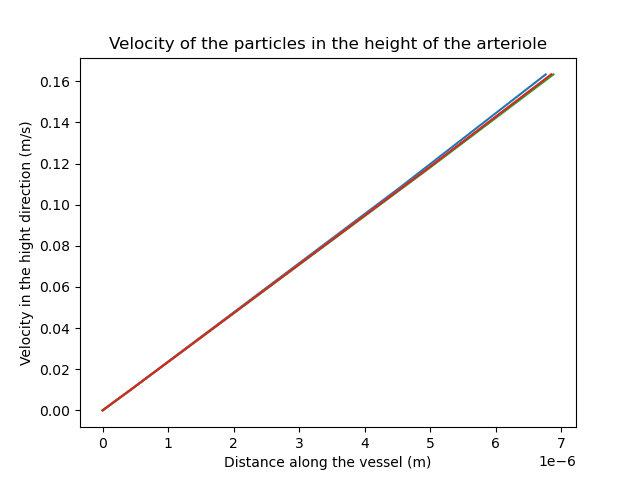 Velocity of the particles in the height of the arteriole
Velocity in the hight direction (m/s)
0.16
0.14
0.12
0.10
0.08
0.06
0.04
0.02
0.00
0 1 2 3 4 5 6 7
Distance along the vessel (m)
1e−6